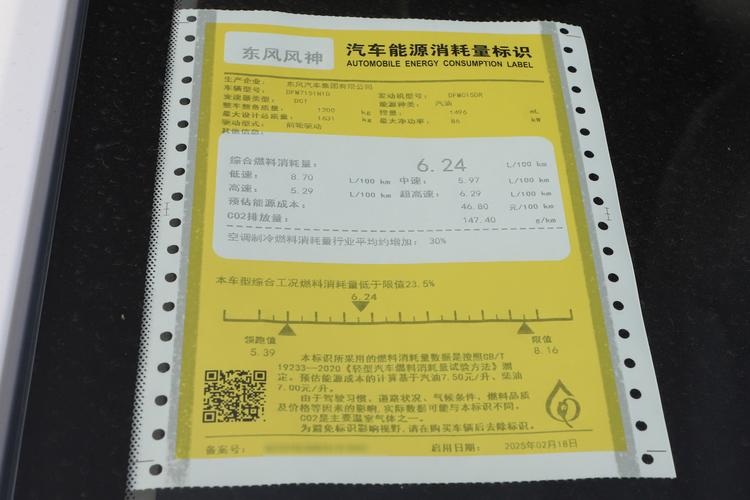 东风风神
汽车能源消耗量标识
AUTOMOBILE ENERGY CONSUMPTION LABEL
生产企业: 东风汽车集团有限公司
车辆型号: DFM7151N1D 发动机型号: DFMC15DR
变速器类型: DCT 能源种类: 汽油
整车整备质量: 1300 kg 排量: 1496 mL
最大设计总质量: 1631 kg 最大净功率: 86 kW
驱动型式: 前轮驱动
其他信息:
综合燃料消耗量: 6.24 L/100 km
低速: 8.70 L/100 km 中速: 5.97 L/100 km
高速: 5.29 L/100 km 超高速: 6.29 L/100 km
预估能源成本: 46.80 元/100 km
CO2排放量: 147.40 g/km
空调制冷燃料消耗量行业平均约增加: 30%
本车型综合工况燃料消耗量低于限值23.5%
6.24
领跑值 限值
5.39 8.16
本标识所采用的燃料消耗量数据是按照GB/T
19233—2020《轻型汽车燃料消耗量试验方法》测
定。预估能源成本的计算基于汽油7.50元/升、柴油
7.00元/升。
由于驾驶习惯、道路状况、气候条件、燃料品质
及价格等因素的影响,实际数据可能与本标识不同。
CO2是主要温室气体之一。
为避免标识影响视野,请在购买车辆后去除标识。
备案号: 启用日期: 2025年02月18日